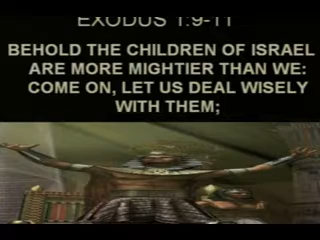 EXODUS 1:9-11
BEHOLD THE CHILDREN OF ISRAEL
ARE MORE MIGHTIER THAN WE:
COME ON, LET US DEAL WISELY
WITH THEM;